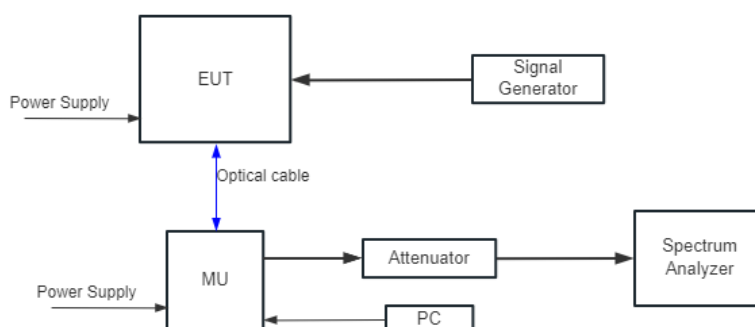 EUT
Signal
Generator
Power Supply
Optical cable
MU
Attenuator
Spectrum
Analyzer
Power Supply
PC